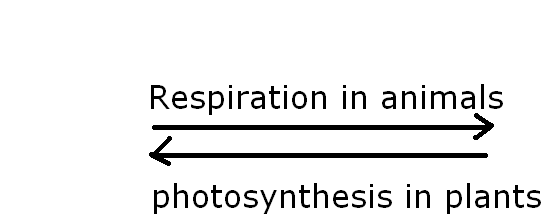 Respiration in animals
photosynthesis in plants